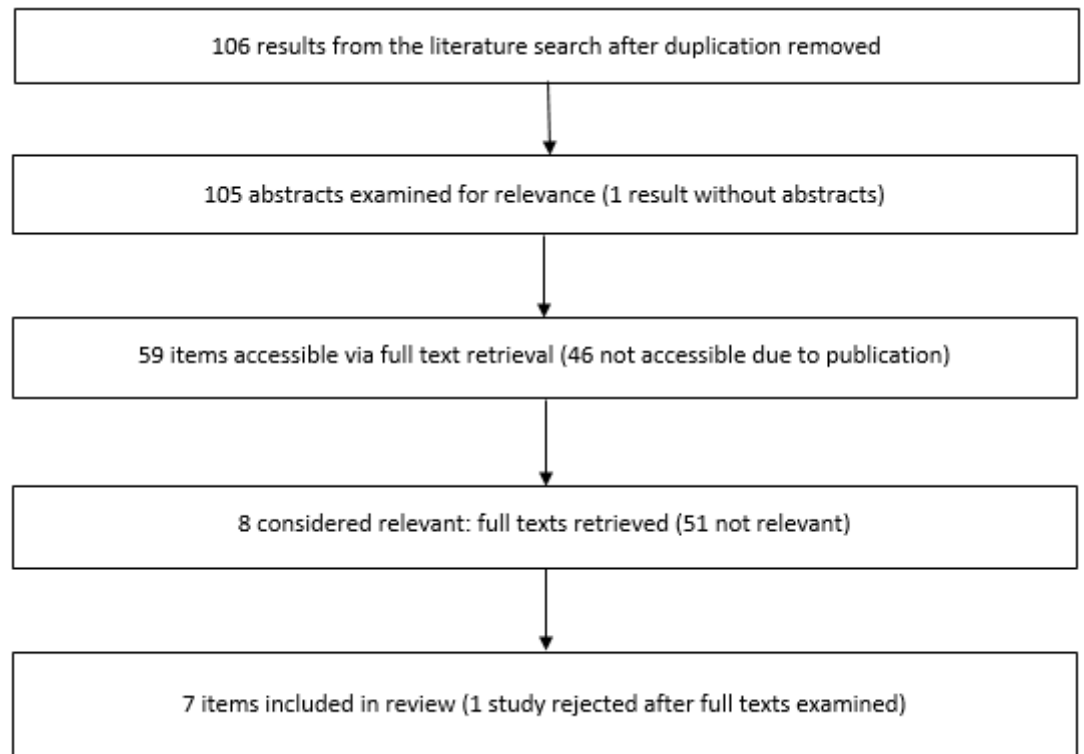 106 results from the literature search after duplication removed
105 abstracts examined for relevance (1 result without abstracts)
59 items accessible via full text retrieval (46 not accessible due to publication)
8 considered relevant: full texts retrieved (51 not relevant)
7 items included in review (1 study rejected after full texts examined)